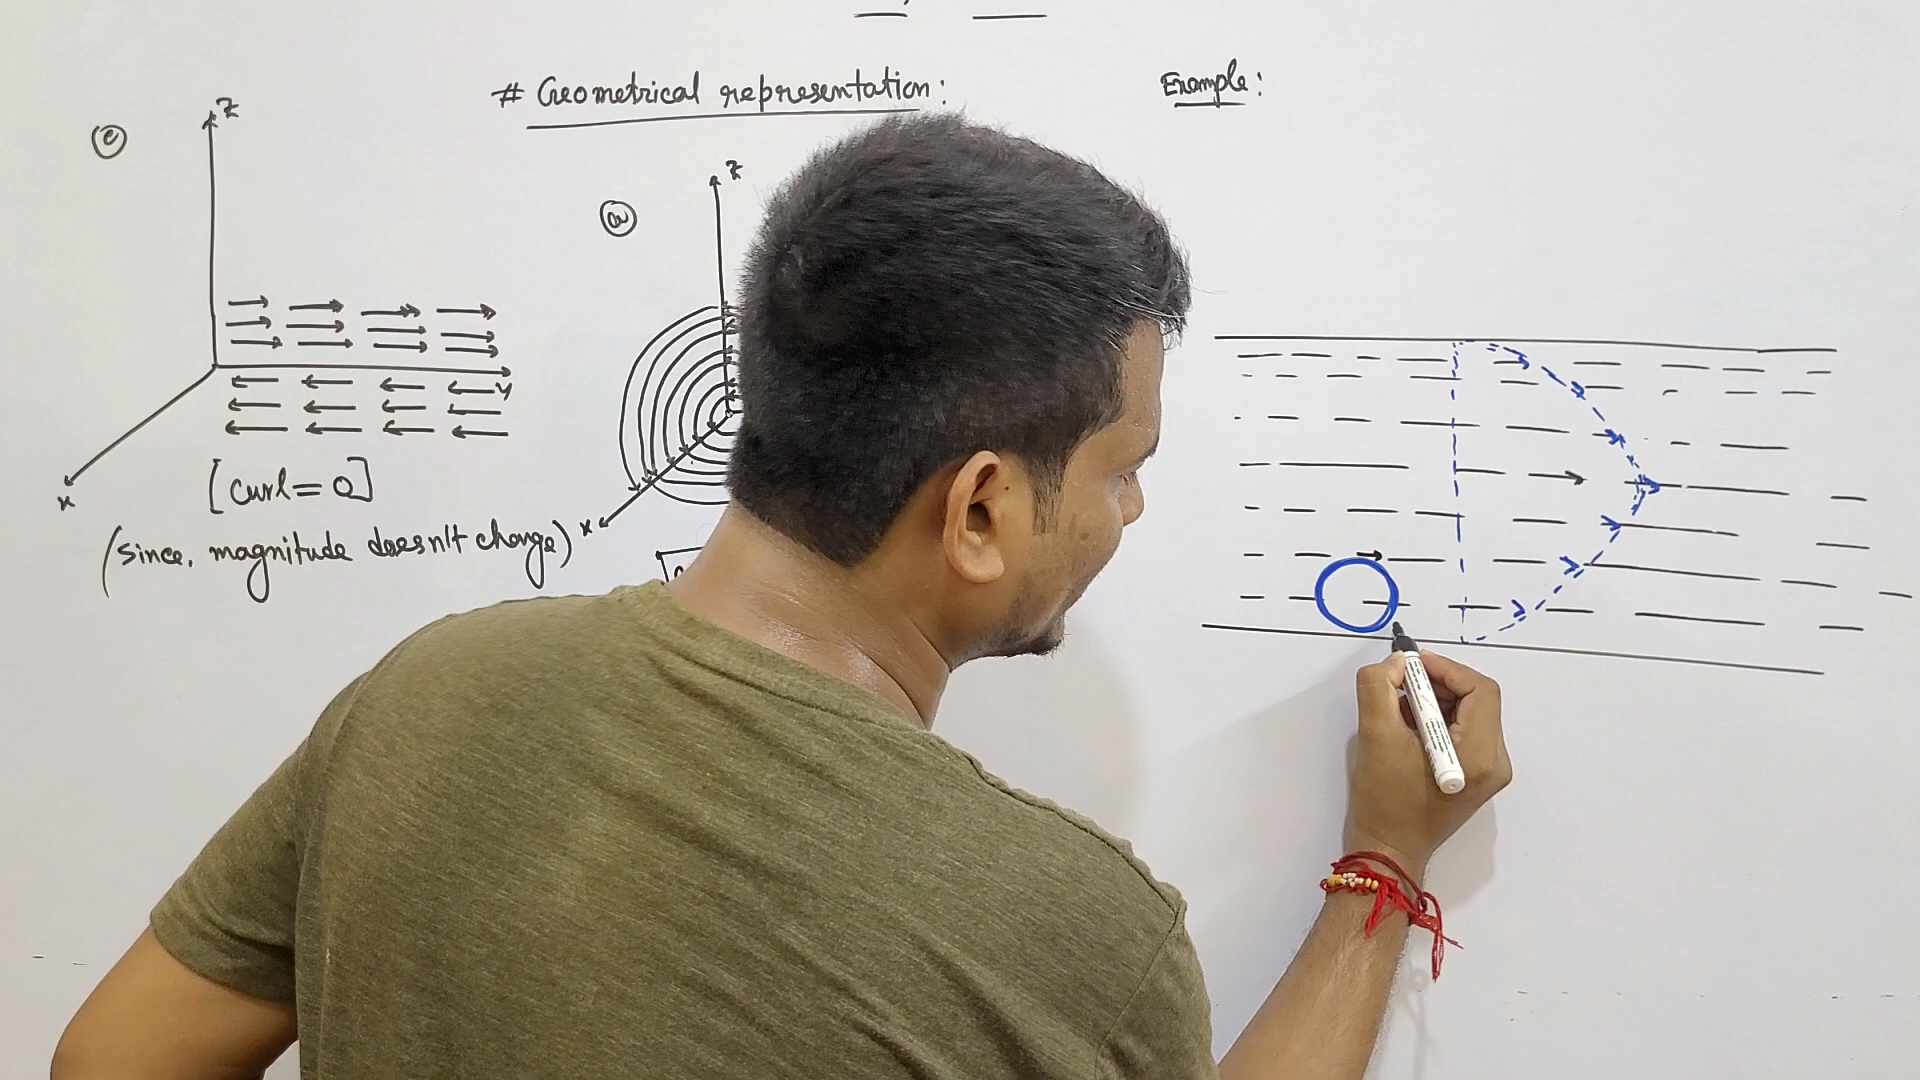 # Geometrical representation:
Example:
e
z
y
x
[curl = 0]
(since, magnitude doesn't change)
a
z
x